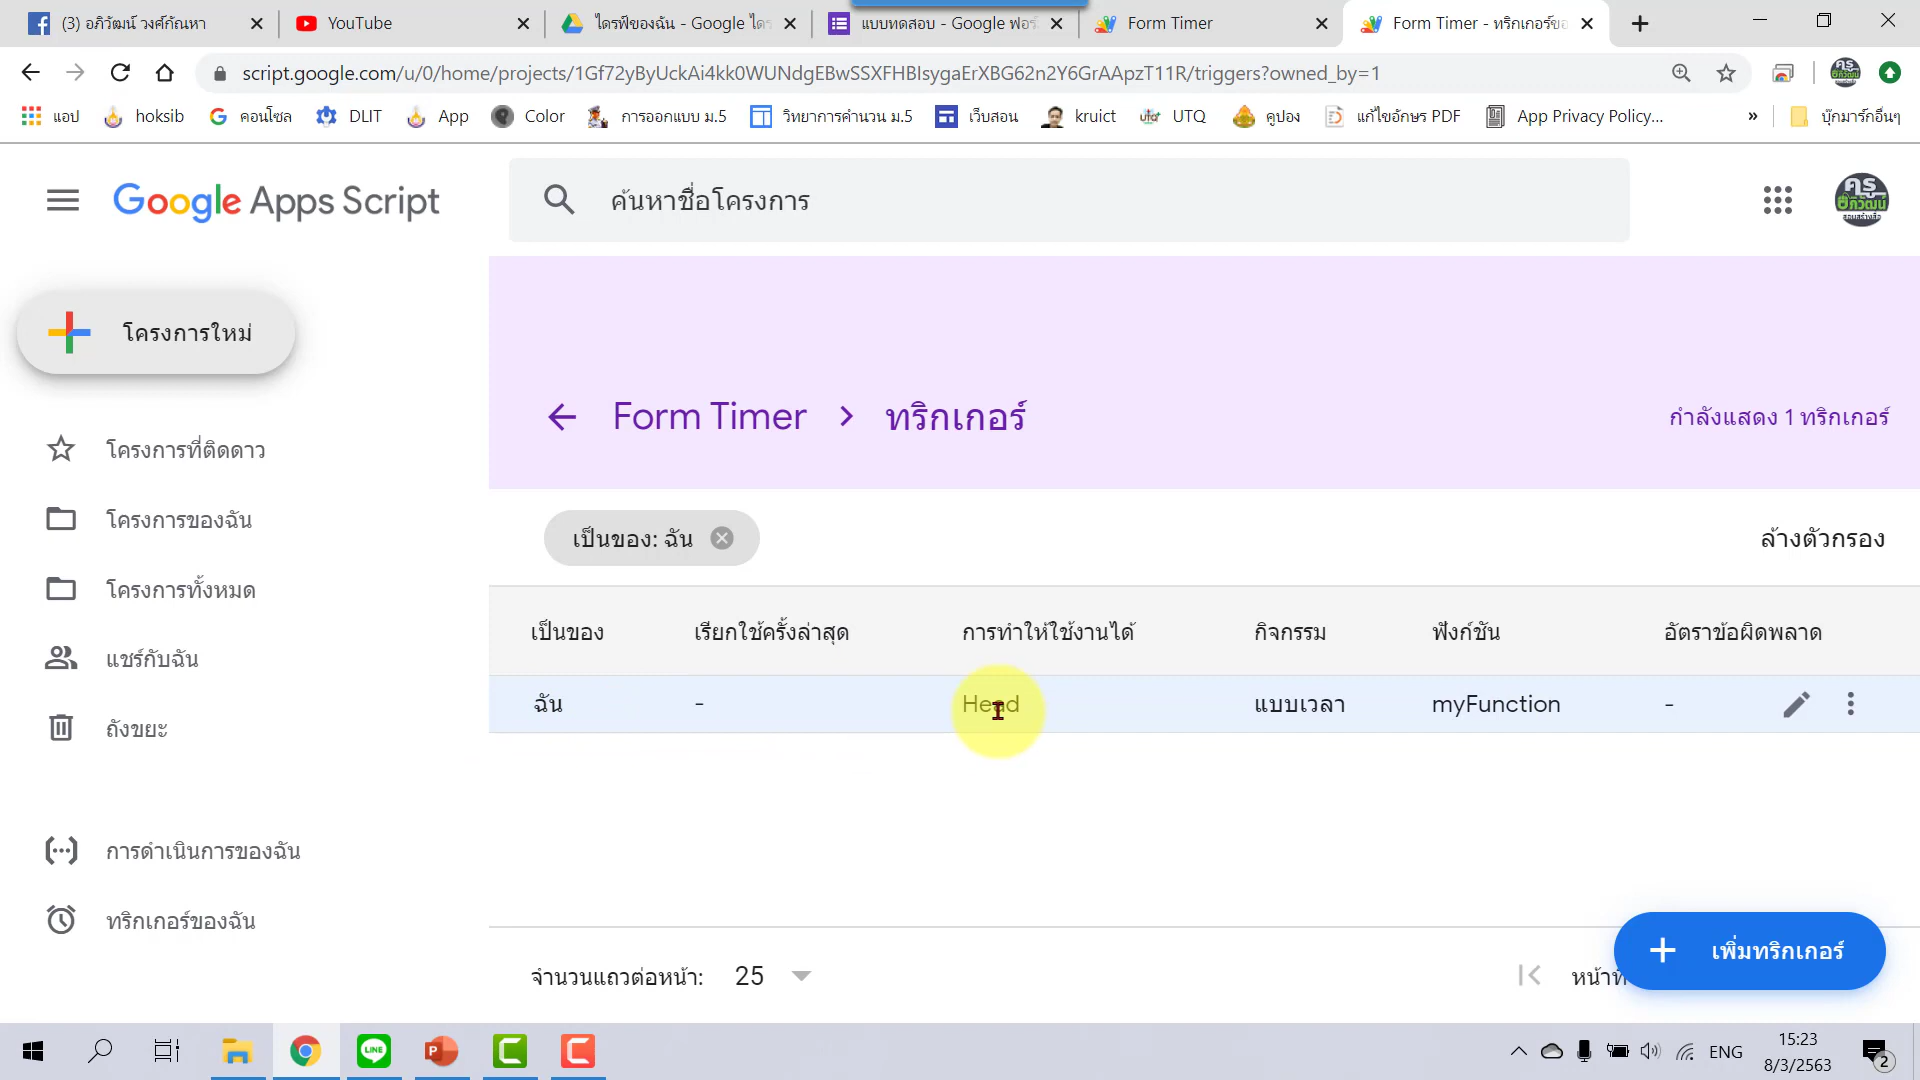 (3) อภิวัฒน์ วงศ์กัณหา
YouTube
ไดรฟ์ของฉัน - Google ไดร
แบบทดสอบ - Google ฟอร์
Form Timer
Form Timer - ทริกเกอร์ขอ
script.google.com/u/0/home/projects/1Gf72yByUckAi4kk0WUNdgEBwSSXFHBIsygaErXBG62n2Y6GrAApzT11R/triggers?owned_by=1
แอป
hoksib
คอนโซล
DLIT
App
Color
การออกแบบ ม.5
วิทยาการคำนวน ม.5
เว็บสอน
kruict
UTQ
คูปอง
แก้ไขอักษร PDF
App Privacy Policy...
»
บุ๊กมาร์กอื่นๆ
Google Apps Script
ค้นหาชื่อโครงการ
โครงการใหม่
Form Timer
ทริกเกอร์
กำลังแสดง 1 ทริกเกอร์
โครงการที่ติดดาว
โครงการของฉัน
โครงการทั้งหมด
แชร์กับฉัน
ถังขยะ
การดำเนินการของฉัน
ทริกเกอร์ของฉัน
เป็นของ: ฉัน
ล้างตัวกรอง
เป็นของ
เรียกใช้ครั้งล่าสุด
การทำให้ใช้งานได้
กิจกรรม
ฟังก์ชัน
อัตราข้อผิดพลาด
ฉัน
-
Head
แบบเวลา
myFunction
-
จำนวนแถวต่อหน้า:
25
หน้าที่
เพิ่มทริกเกอร์
ENG
15:23
8/3/2563
2